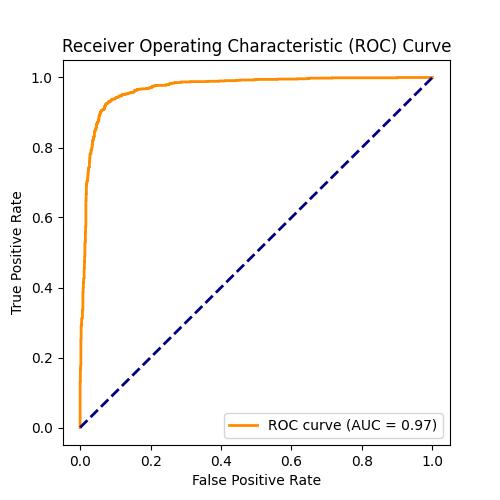 Receiver Operating Characteristic (ROC) Curve
True Positive Rate
1.0
0.8
0.6
0.4
0.2
0.0
ROC curve (AUC = 0.97)
0.0 0.2 0.4 0.6 0.8 1.0
False Positive Rate